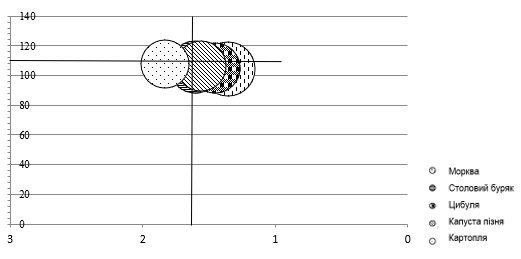 140
120
100
80
60
40
20
0
3 2 1 0
Морква
Столовий буряк
Цибуля
Капуста пізня
Картопля